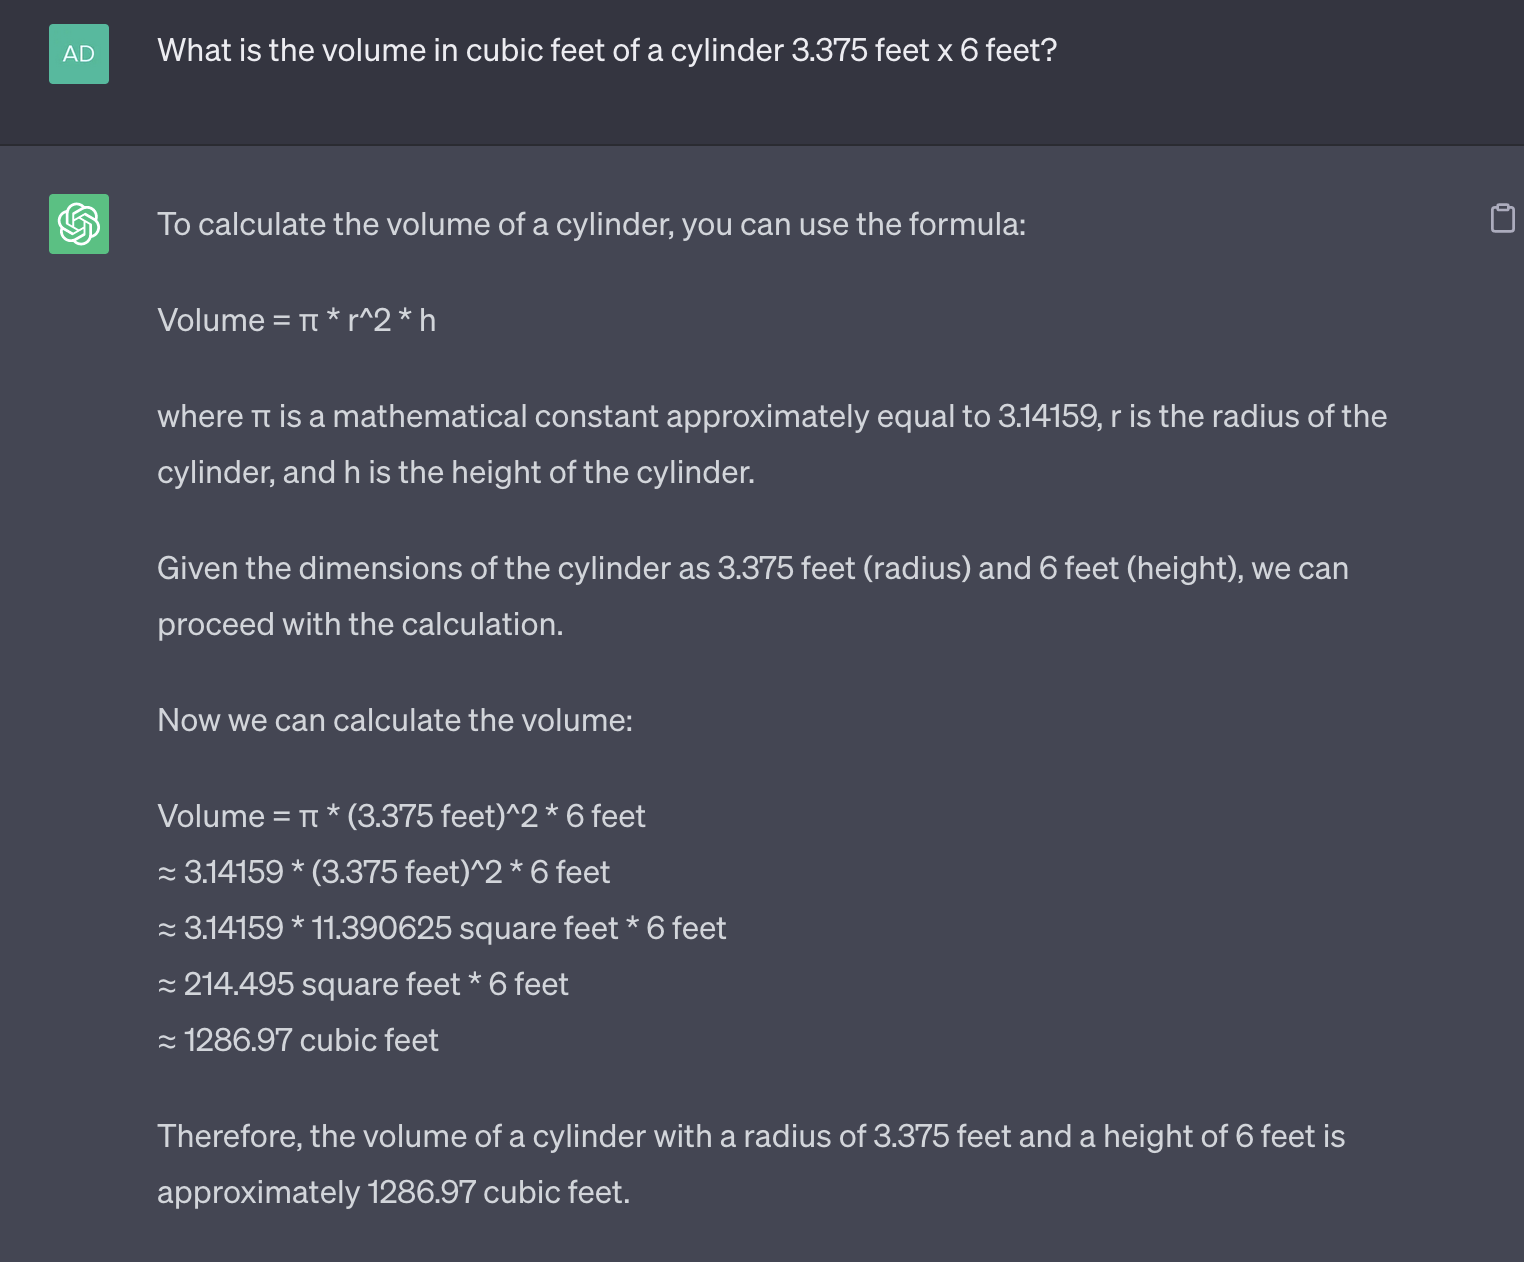 AD
What is the volume in cubic feet of a cylinder 3.375 feet x 6 feet?
To calculate the volume of a cylinder, you can use the formula:
Volume = π * r^2 * h
where π is a mathematical constant approximately equal to 3.14159, r is the radius of the
cylinder, and h is the height of the cylinder.
Given the dimensions of the cylinder as 3.375 feet (radius) and 6 feet (height), we can
proceed with the calculation.
Now we can calculate the volume:
Volume = π * (3.375 feet)^2 * 6 feet
≈ 3.14159 * (3.375 feet)^2 * 6 feet
≈ 3.14159 * 11.390625 square feet * 6 feet
≈ 214.495 square feet * 6 feet
≈ 1286.97 cubic feet
Therefore, the volume of a cylinder with a radius of 3.375 feet and a height of 6 feet is
approximately 1286.97 cubic feet.